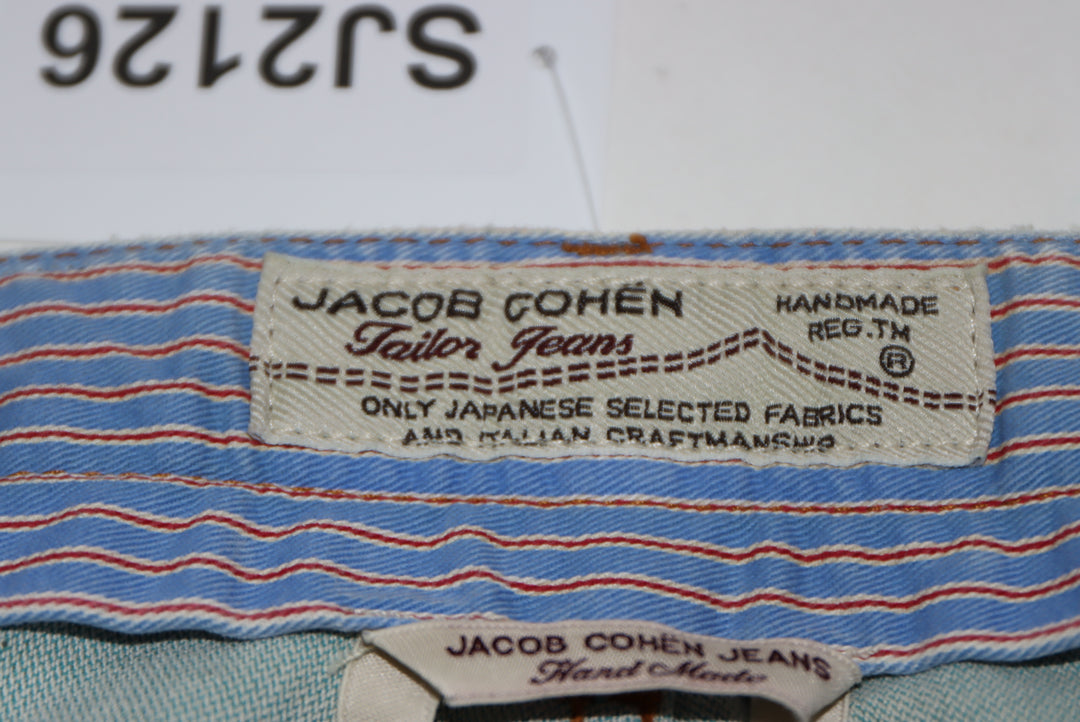 SJ2126
JACOB COHËN
Tailor Jeans
HANDMADE
REG.TM
®
ONLY JAPANESE SELECTED FABRICS
AND ITALIAN CRAFTMANSHIP
JACOB COHËN JEANS
Hand Made